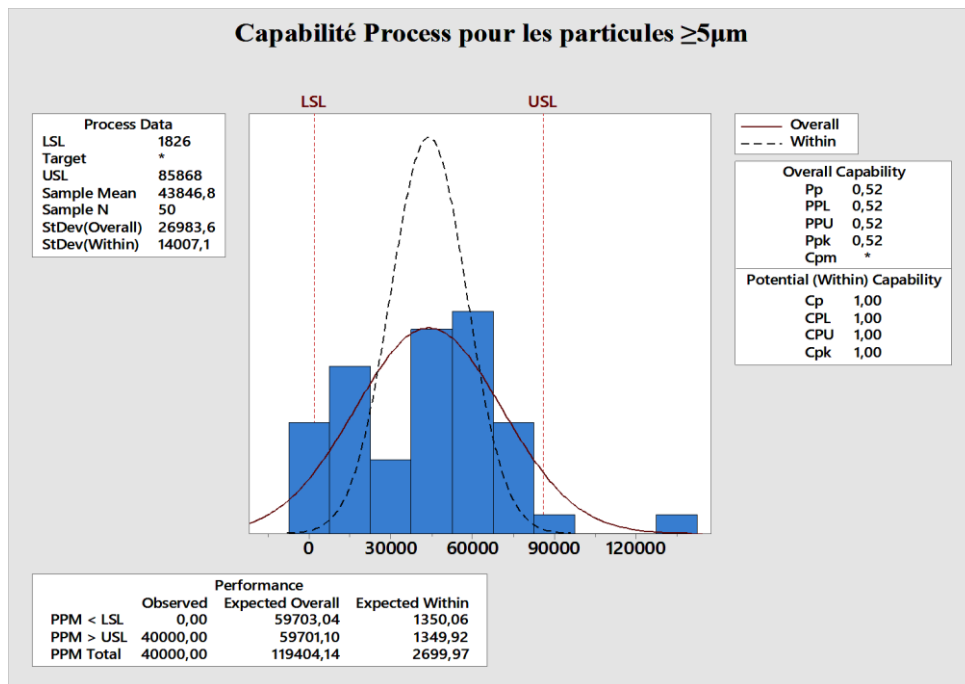 Capabilité Process pour les particules ≥5μm
LSL
USL
Process Data
LSL 1826
Target *
USL 85868
Sample Mean 43846,8
Sample N 50
StDev(Overall) 26983,6
StDev(Within) 14007,1
Overall
Within
Overall Capability
Pp 0,52
PPL 0,52
PPU 0,52
Ppk 0,52
Cpm *
Potential (Within) Capability
Cp 1,00
CPL 1,00
CPU 1,00
Cpk 1,00
0 30000 60000 90000 120000
Performance
Observed Expected Overall Expected Within
PPM < LSL 0,00 59703,04 1350,06
PPM > USL 40000,00 59701,10 1349,92
PPM Total 40000,00 119404,14 2699,97